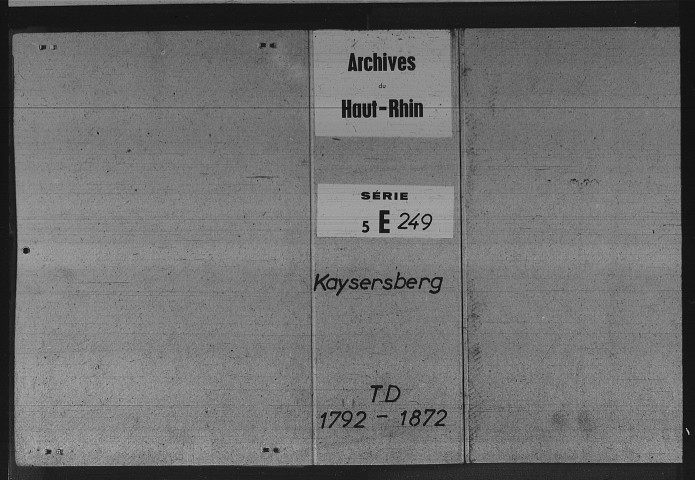 Archives
du
Haut-Rhin
SÉRIE
5 E 249
Kaysersberg
TD
1792 - 1872